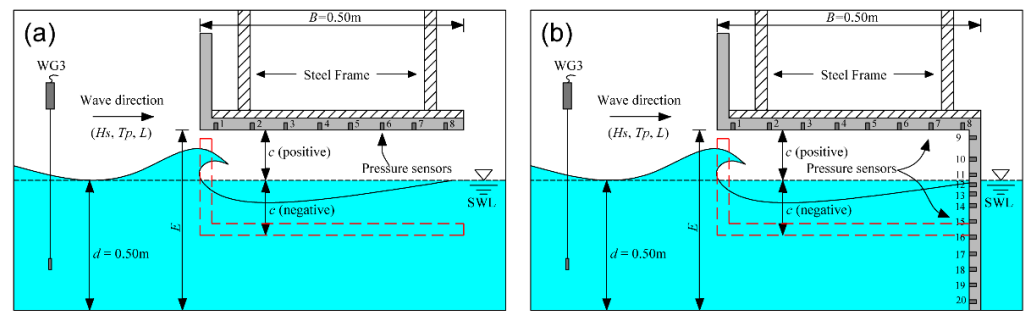 (a)
B=0.50m
WG3
Steel Frame
Wave direction
(Hs, Tp, L)
1 2 3 4 5 6 7 8
c (positive)
Pressure sensors
SWL
c (negative)
E
d = 0.50m
(b)
B=0.50m
WG3
Steel Frame
Wave direction
(Hs, Tp, L)
1 2 3 4 5 6 7 8
9
10
11
12
13
14
15
16
17
18
19
20
c (positive)
Pressure sensors
SWL
c (negative)
E
d = 0.50m